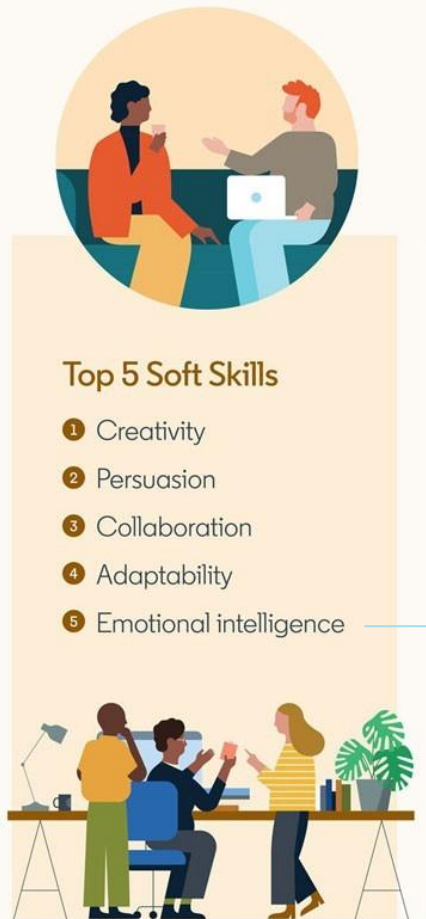 Top 5 Soft Skills
1 Creativity
2 Persuasion
3 Collaboration
4 Adaptability
5 Emotional intelligence